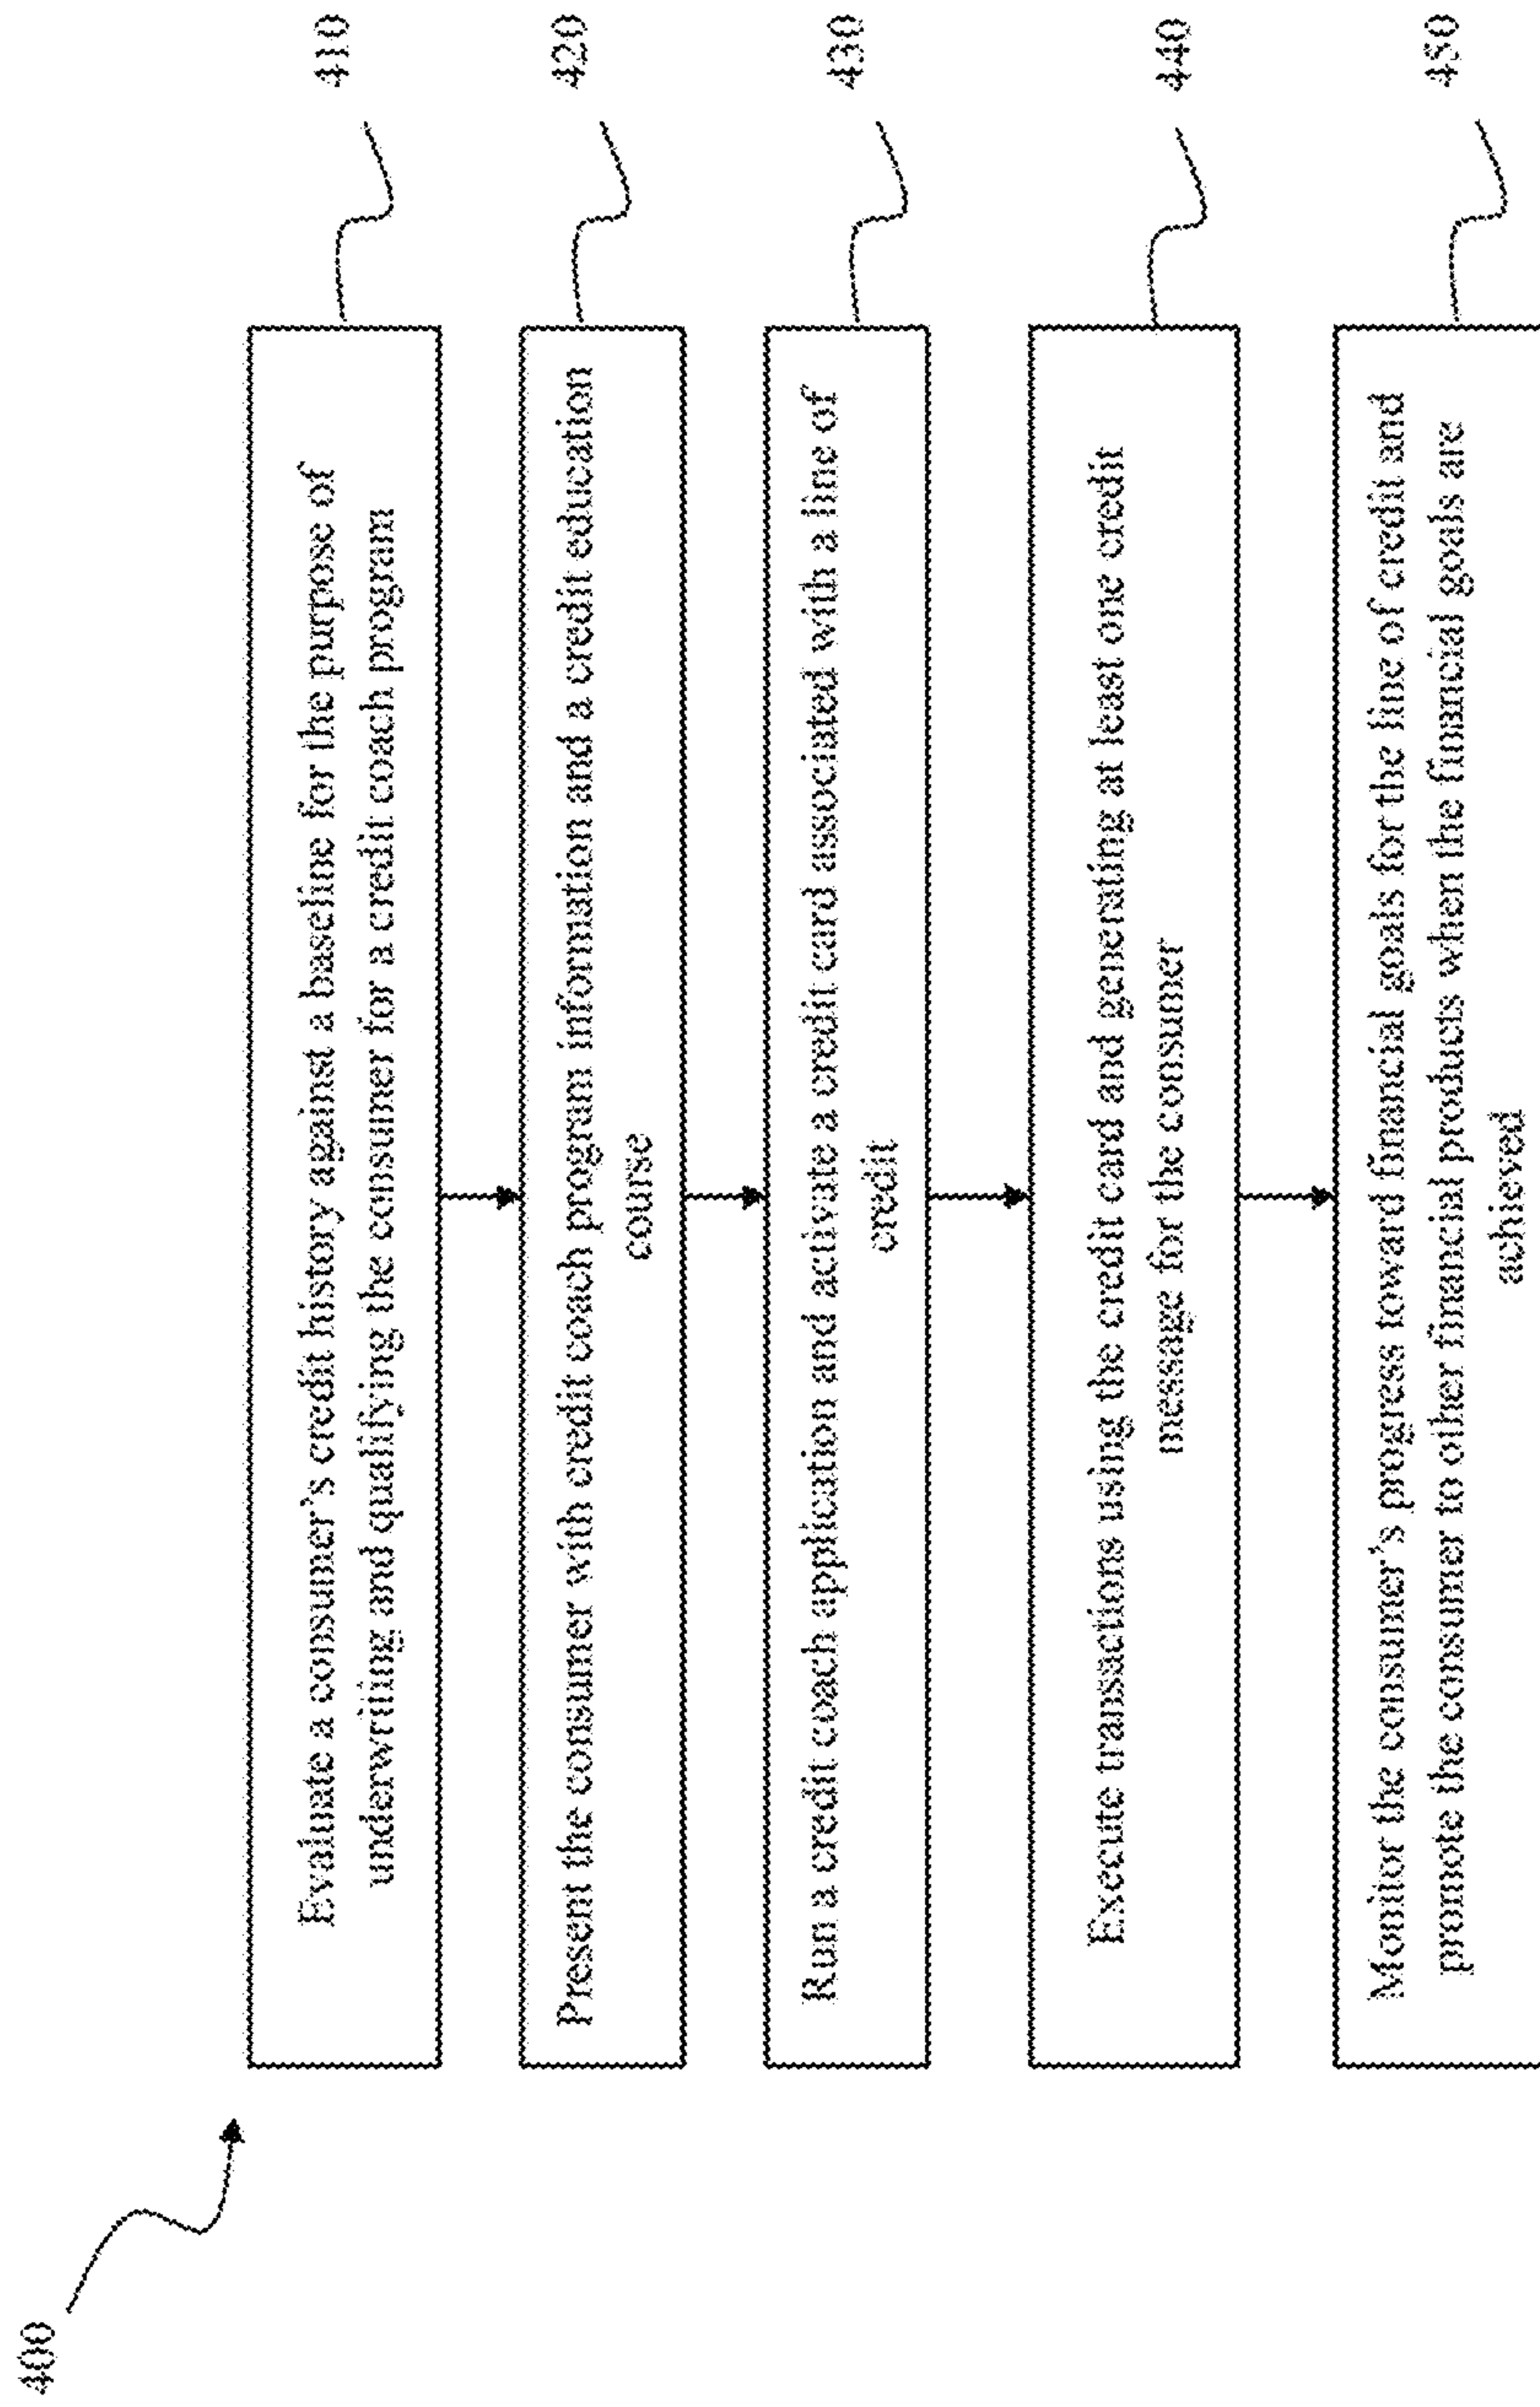 400
Evaluate a consumer's credit history against a baseline for the purpose of
underwriting and qualifying the consumer for a credit coach program
410
Present the consumer with credit coach program information and a credit education
course
420
Run a credit coach application and activate a credit card associated with a line of
credit
430
Execute transactions using the credit card and generating at least one credit
message for the consumer
440
Monitor the consumer's progress toward financial goals for the line of credit and
promote the consumer to other financial products when the financial goals are
achieved
450